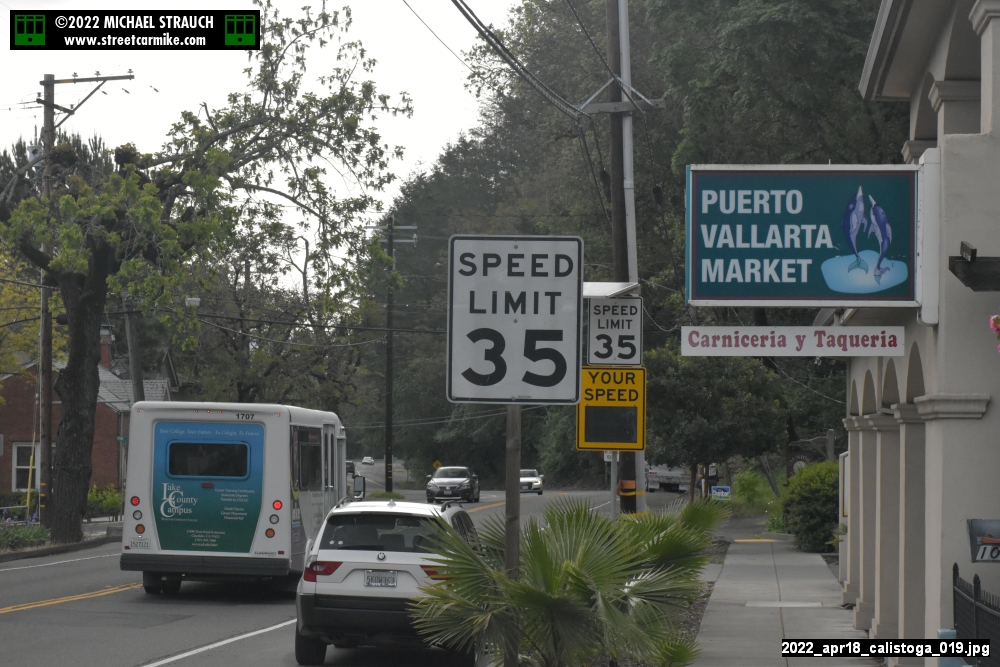 ©2022 MICHAEL STRAUCH
www.streetcarmike.com
PUERTO
VALLARTA
MARKET
Carniceria y Taqueria
SPEED
LIMIT
35
SPEED
LIMIT
35
YOUR
SPEED
1707
Lake
County
Campus
2022_apr18_calistoga_019.jpg